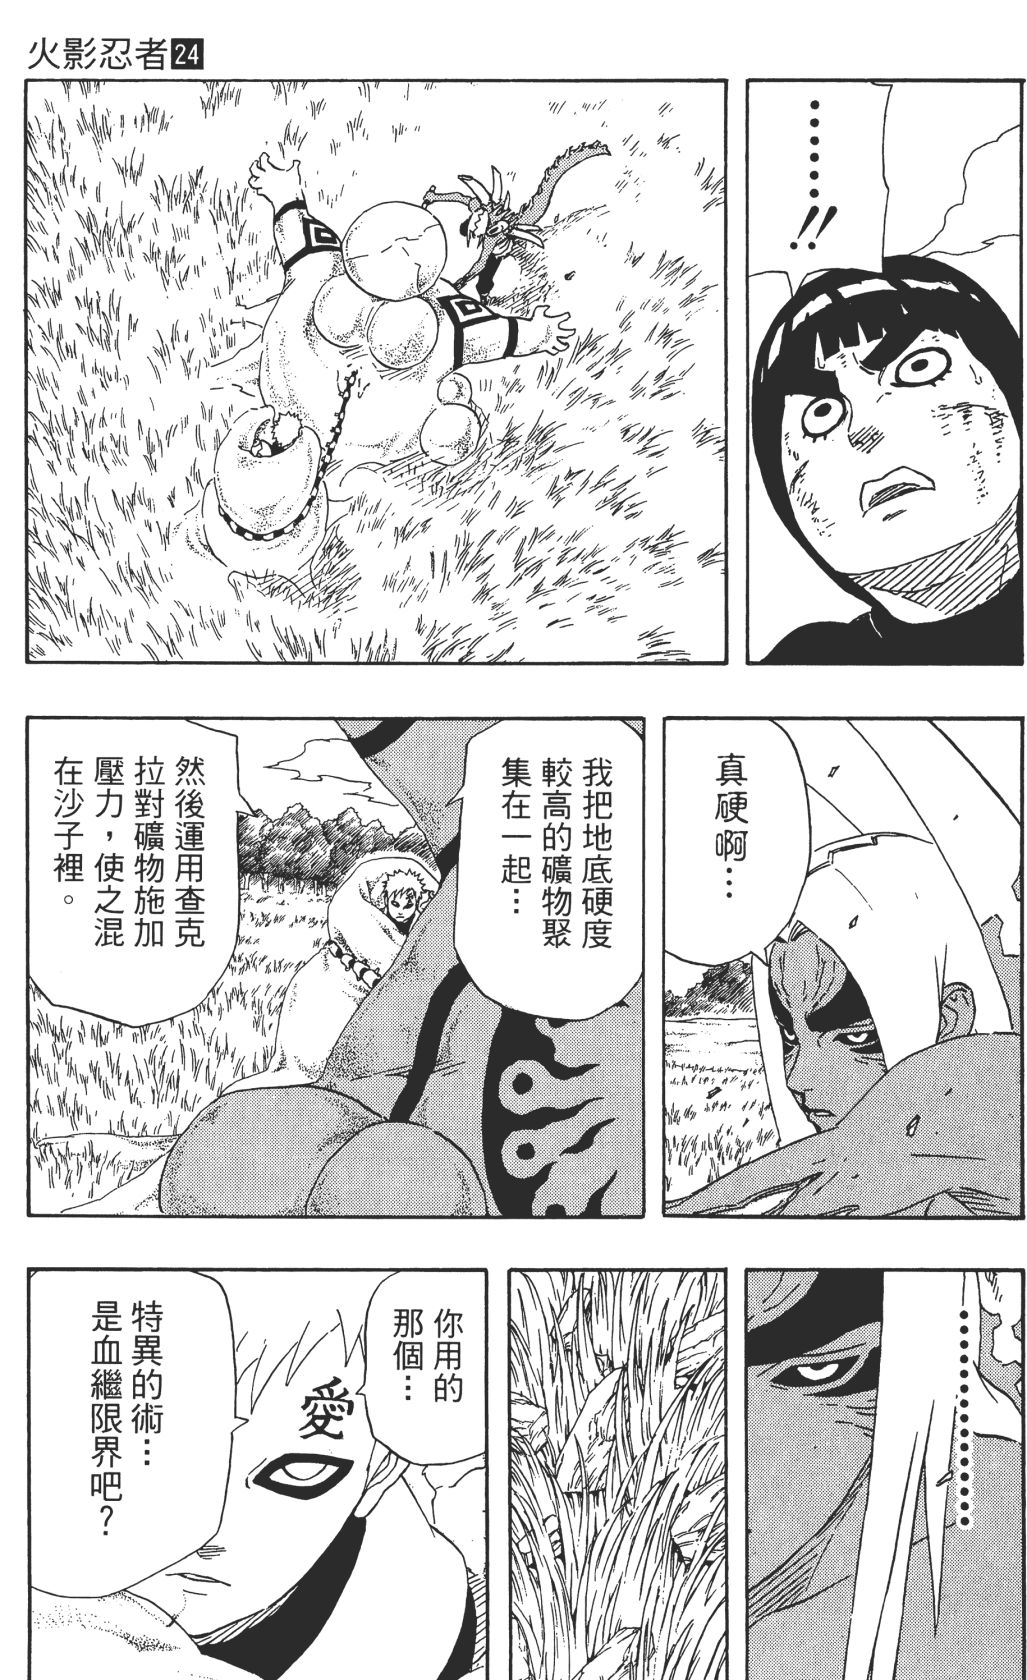 火影忍者24
……!!
真硬啊…
我把地底硬度
較高的礦物聚
集在一起…
然後運用查克
拉對礦物施加
壓力，使之混
在沙子裡。
…………
你用的
那個…
愛
特異的術…
是血繼限界吧？